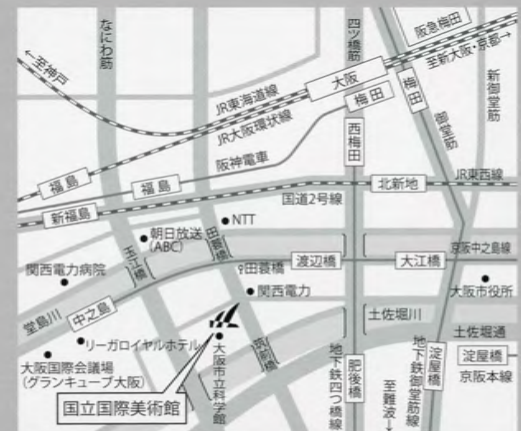 なにわ筋
四ツ橋筋
阪急梅田
←至神戸
至新大阪・京都→
大阪
JR東海道線
梅田
梅田
新御堂筋
JR大阪環状線
御堂筋
阪神電車
西梅田
福島
福島
北新地
JR東西線
新福島
国道2号線
NTT
朝日放送
(ABC)
田蓑橋
玉江橋
京阪中之島線
関西電力病院
田蓑橋
渡辺橋
大江橋
関西電力
大阪市役所
堂島川
中之島
土佐堀川
リーガロイヤルホテル
土佐堀通
大阪国際会議場
(グランキューブ大阪)
大阪市立科学館
筑前橋
地下鉄四つ橋線
肥後橋
至難波→
地下鉄御堂筋線
淀屋橋
淀屋橋
京阪本線
国立国際美術館